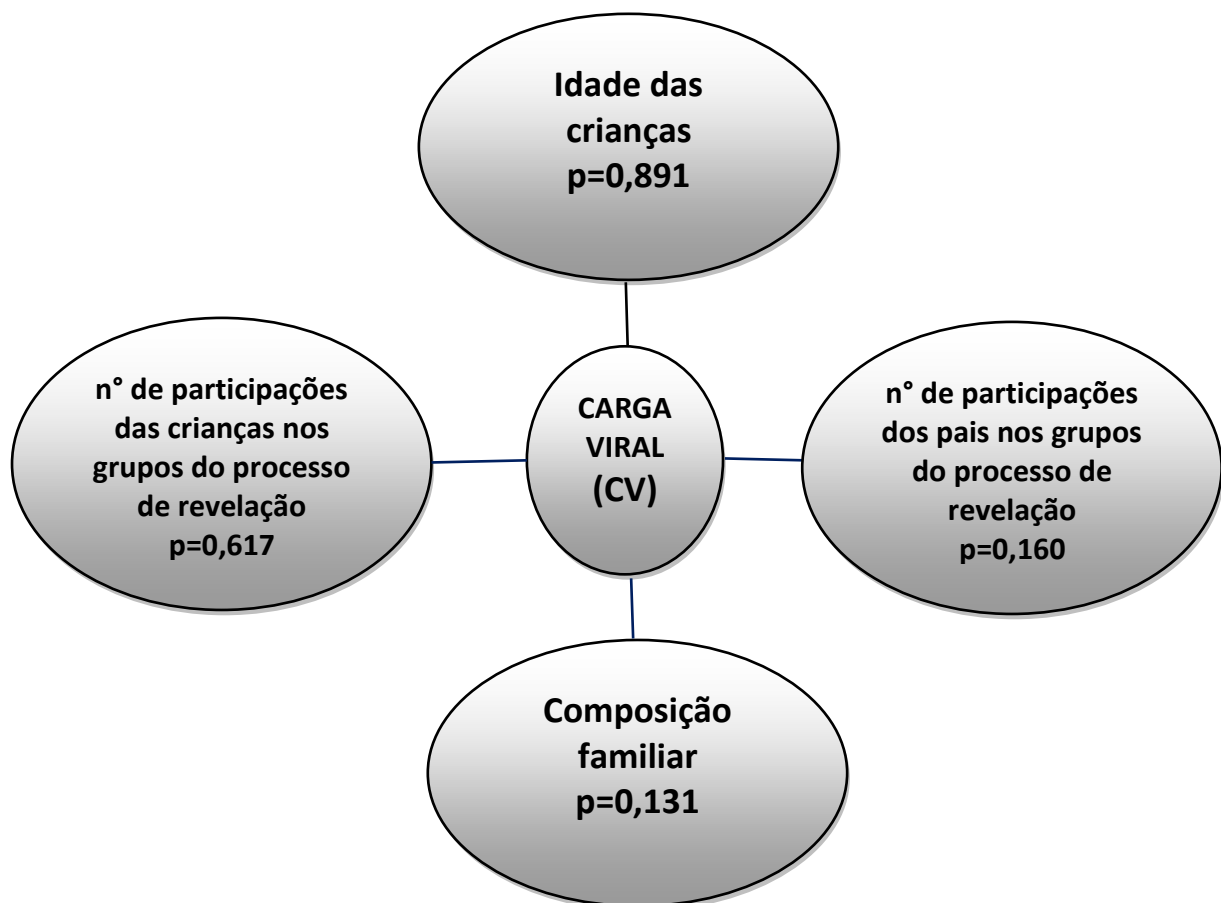 Idade das
crianças
p=0,891
n° de participações
das crianças nos
grupos do processo
de revelação
p=0,617
CARGA
VIRAL
(CV)
n° de participações
dos pais nos grupos
do processo de
revelação
p=0,160
Composição
familiar
p=0,131